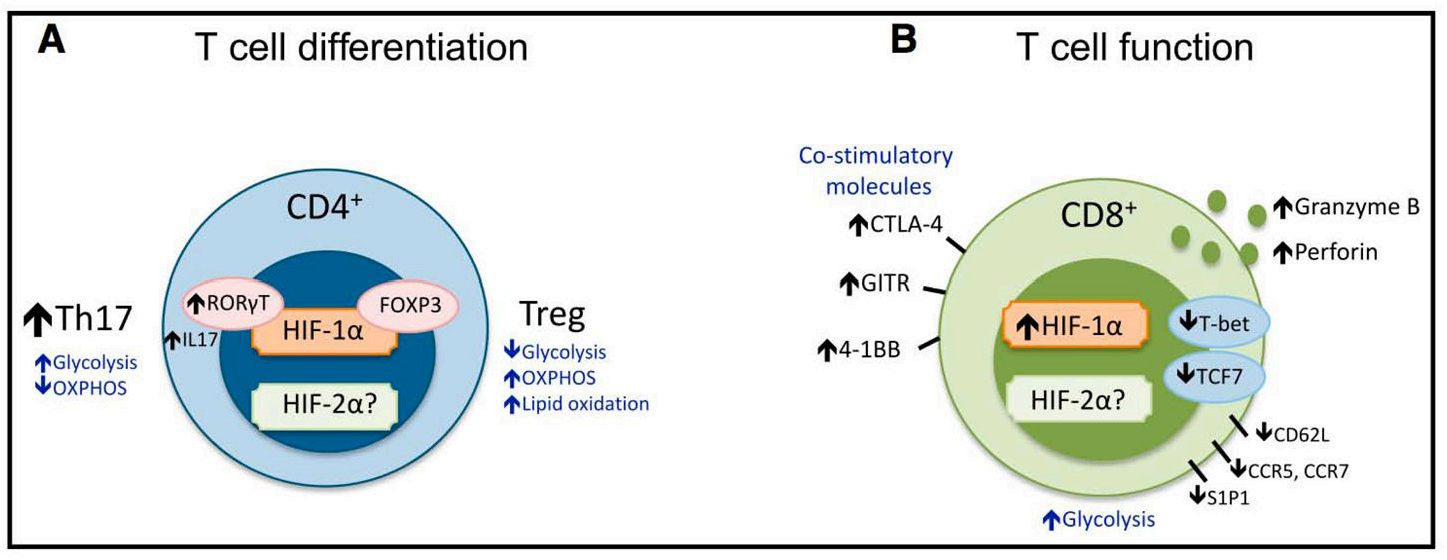 A
T cell differentiation
CD4+
↑RORγT
FOXP3
↑IL17
HIF-1α
HIF-2α?
↑Th17
↑Glycolysis
↓OXPHOS
Treg
↓Glycolysis
↑OXPHOS
↑Lipid oxidation
B
T cell function
Co-stimulatory
molecules
↑CTLA-4
↑GITR
↑4-1BB
CD8+
↑Granzyme B
↑Perforin
↑HIF-1α
↓T-bet
↓TCF7
HIF-2α?
↓CD62L
↓CCR5, CCR7
↓S1P1
↑Glycolysis